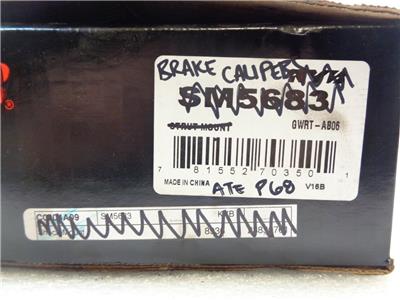 BRAKE CALIPER
SM5683
STRUT MOUNT GWRT-AB06
7 81552 70350 1
MADE IN CHINA ATE P68 V16B
SM5683
®